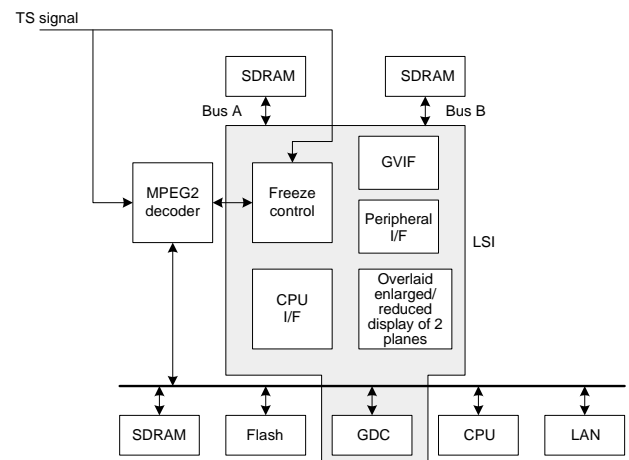 TS signal
SDRAM
SDRAM
Bus A
Bus B
MPEG2
decoder
Freeze
control
GVIF
Peripheral
I/F
LSI
CPU
I/F
Overlaid
enlarged/
reduced
display of 2
planes
SDRAM
Flash
GDC
CPU
LAN